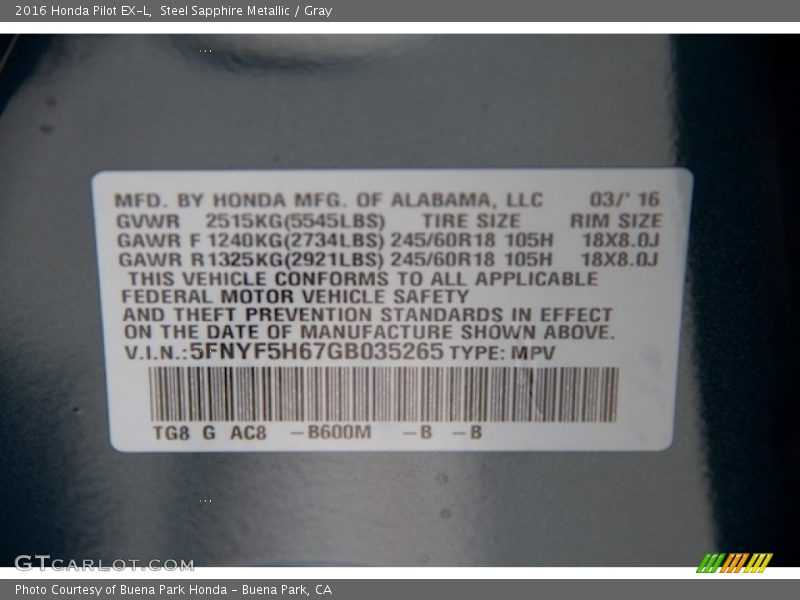 2016 Honda Pilot EX-L, Steel Sapphire Metallic / Gray
MFD. BY HONDA MFG. OF ALABAMA, LLC 03/' 16
GVWR 2515KG(5545LBS) TIRE SIZE RIM SIZE
GAWR F 1240KG(2734LBS) 245/60R18 105H 18X8.0J
GAWR R 1325KG(2921LBS) 245/60R18 105H 18X8.0J
THIS VEHICLE CONFORMS TO ALL APPLICABLE
FEDERAL MOTOR VEHICLE SAFETY
AND THEFT PREVENTION STANDARDS IN EFFECT
ON THE DATE OF MANUFACTURE SHOWN ABOVE.
V.I.N.: 5FNYF5H67GB035265 TYPE: MPV
TG8 G AC8 -B600M -B -B
GTCARLOT.COM
Photo Courtesy of Buena Park Honda - Buena Park, CA